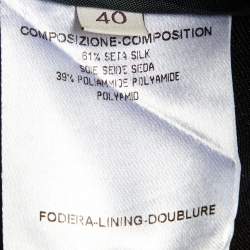 40
COMPOSIZIONE-COMPOSITION
61% SETA SILK
SOIE SEIDE SEDA
39% POLIAMMIDE POLYAMIDE
POLYAMID
FODERA-LINING-DOUBLURE